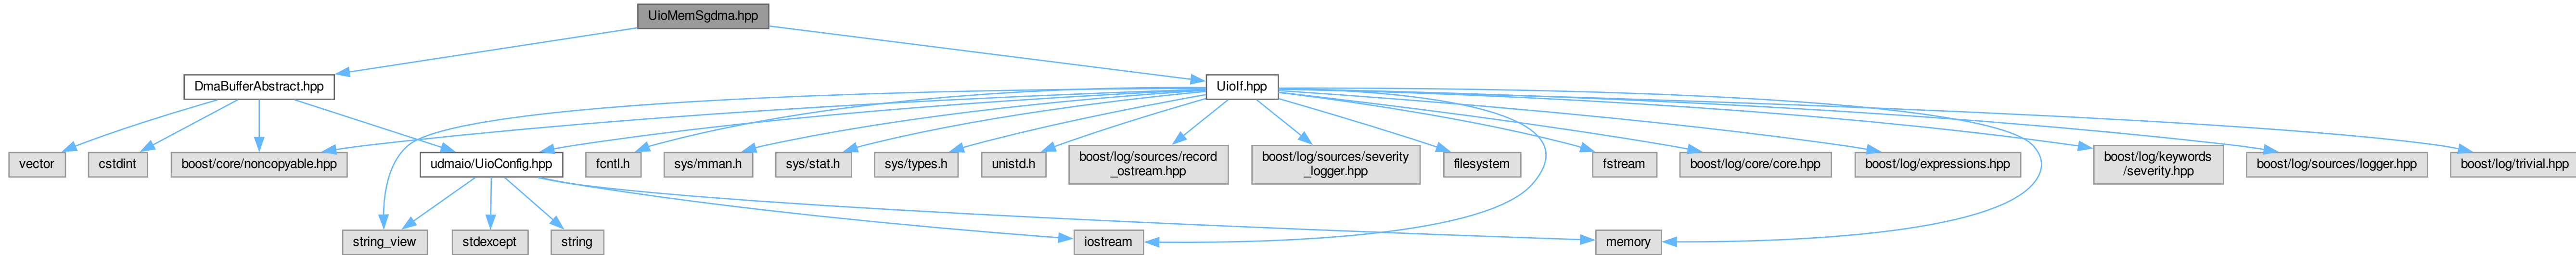 UioMemSgdma.hpp
DmaBufferAbstract.hpp
UioIf.hpp
vector
cstdint
boost/core/noncopyable.hpp
udmaio/UioConfig.hpp
fcntl.h
sys/mman.h
sys/stat.h
sys/types.h
unistd.h
boost/log/sources/record
_ostream.hpp
boost/log/sources/severity
_logger.hpp
filesystem
fstream
boost/log/core/core.hpp
boost/log/expressions.hpp
boost/log/keywords
/severity.hpp
boost/log/sources/logger.hpp
boost/log/trivial.hpp
string_view
stdexcept
string
iostream
memory